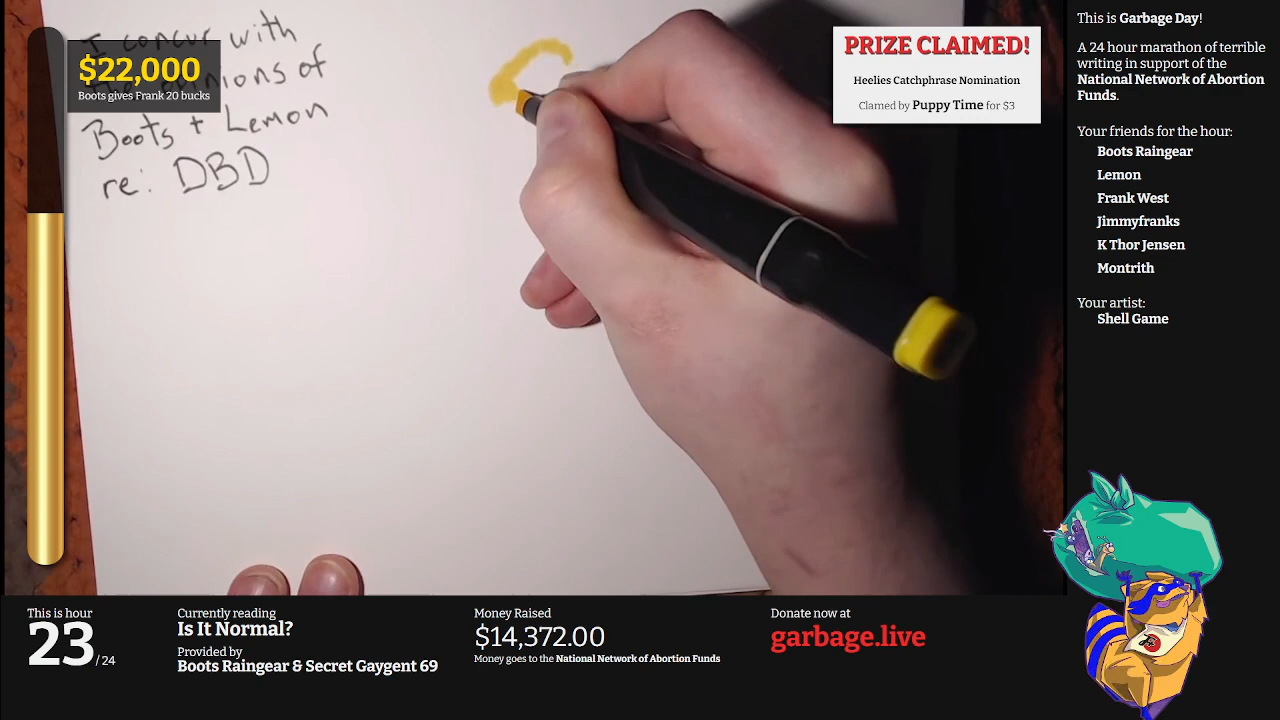 I concur with
opinions of
Boots + Lemon
re: DBD
$22,000
Boots gives Frank 20 bucks
PRIZE CLAIMED!
Heelies Catchphrase Nomination
Clamed by Puppy Time for $3
This is Garbage Day!
A 24 hour marathon of terrible
writing in support of the
National Network of Abortion
Funds.
Your friends for the hour:
Boots Raingear
Lemon
Frank West
Jimmyfranks
K Thor Jensen
Montrith
Your artist:
Shell Game
This is hour
23 / 24
Currently reading
Is It Normal?
Provided by
Boots Raingear & Secret Gaygent 69
Money Raised
$14,372.00
Money goes to the National Network of Abortion Funds
Donate now at
garbage.live